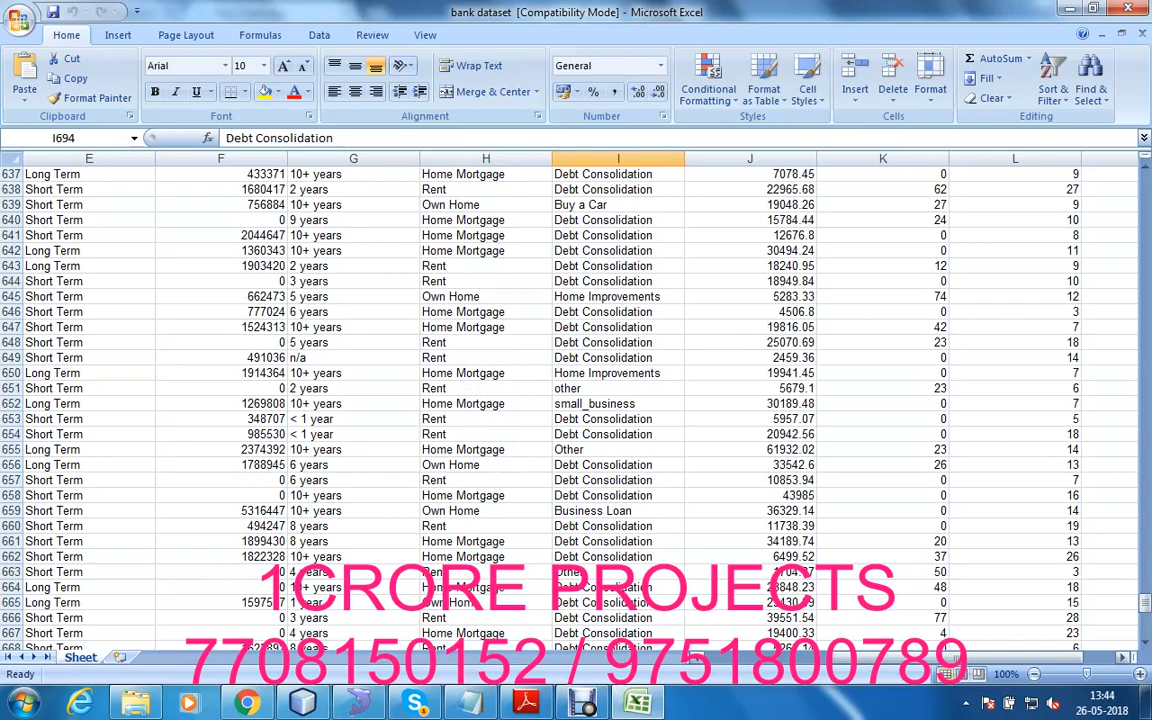 bank dataset [Compatibility Mode] - Microsoft Excel
Home Insert Page Layout Formulas Data Review View
Paste Cut Copy Format Painter Clipboard
Arial 10 B I U Font
Wrap Text Merge & Center Alignment
General % , Number
Conditional Formatting Format as Table Cell Styles Styles
Insert Delete Format Cells
AutoSum Fill Clear Sort & Filter Find & Select Editing
I694 fx Debt Consolidation
E F G H I J K L
637 Long Term 433371 10+ years Home Mortgage Debt Consolidation 7078.45 0 9
638 Short Term 1680417 2 years Rent Debt Consolidation 22965.68 62 27
639 Short Term 756884 10+ years Own Home Buy a Car 19048.26 27 9
640 Short Term 0 9 years Home Mortgage Debt Consolidation 15784.44 24 10
641 Short Term 2044647 10+ years Home Mortgage Debt Consolidation 12676.8 0 8
642 Long Term 1360343 10+ years Home Mortgage Debt Consolidation 30494.24 0 11
643 Long Term 1903420 2 years Rent Debt Consolidation 18240.95 12 9
644 Short Term 0 3 years Rent Debt Consolidation 18949.84 0 10
645 Short Term 662473 5 years Own Home Home Improvements 5283.33 74 12
646 Short Term 777024 6 years Home Mortgage Debt Consolidation 4506.8 0 3
647 Short Term 1524313 10+ years Home Mortgage Debt Consolidation 19816.05 42 7
648 Short Term 0 5 years Rent Debt Consolidation 25070.69 23 18
649 Short Term 491036 n/a Rent Debt Consolidation 2459.36 0 14
650 Long Term 1914364 10+ years Home Mortgage Home Improvements 19941.45 0 7
651 Short Term 0 2 years Rent other 5679.1 23 6
652 Long Term 1269808 10+ years Home Mortgage small_business 30189.48 0 7
653 Short Term 348707 < 1 year Rent Debt Consolidation 5957.07 0 5
654 Short Term 985530 < 1 year Rent Debt Consolidation 20942.56 0 18
655 Long Term 2374392 10+ years Home Mortgage Other 61932.02 23 14
656 Long Term 1788945 6 years Own Home Debt Consolidation 33542.6 26 13
657 Short Term 0 6 years Rent Debt Consolidation 10853.94 0 7
658 Short Term 0 10+ years Home Mortgage Debt Consolidation 43985 0 16
659 Short Term 5316447 10+ years Own Home Business Loan 36329.14 0 14
660 Short Term 494247 8 years Rent Debt Consolidation 11738.39 0 19
661 Short Term 1899430 8 years Home Mortgage Debt Consolidation 34189.74 20 13
662 Short Term 1822328 10+ years Home Mortgage Debt Consolidation 6499.52 37 26
663 Short Term 0 4 years Rent 50 3
664 Long Term 0 Home Mortgage Debt Consolidation 48 18
665 Long Term 1 year Own Home Debt Consolidation 0 15
1CRORE PROJECTS
666 Short Term 0 3 years Rent Debt Consolidation 39551.54 77 28
667 Short Term 0 4 years Home Mortgage Debt Consolidation 19400.33 4 23
668 Short Term
7708150152 / 9751800789
Sheet
Ready 100%
13:44
26-05-2018